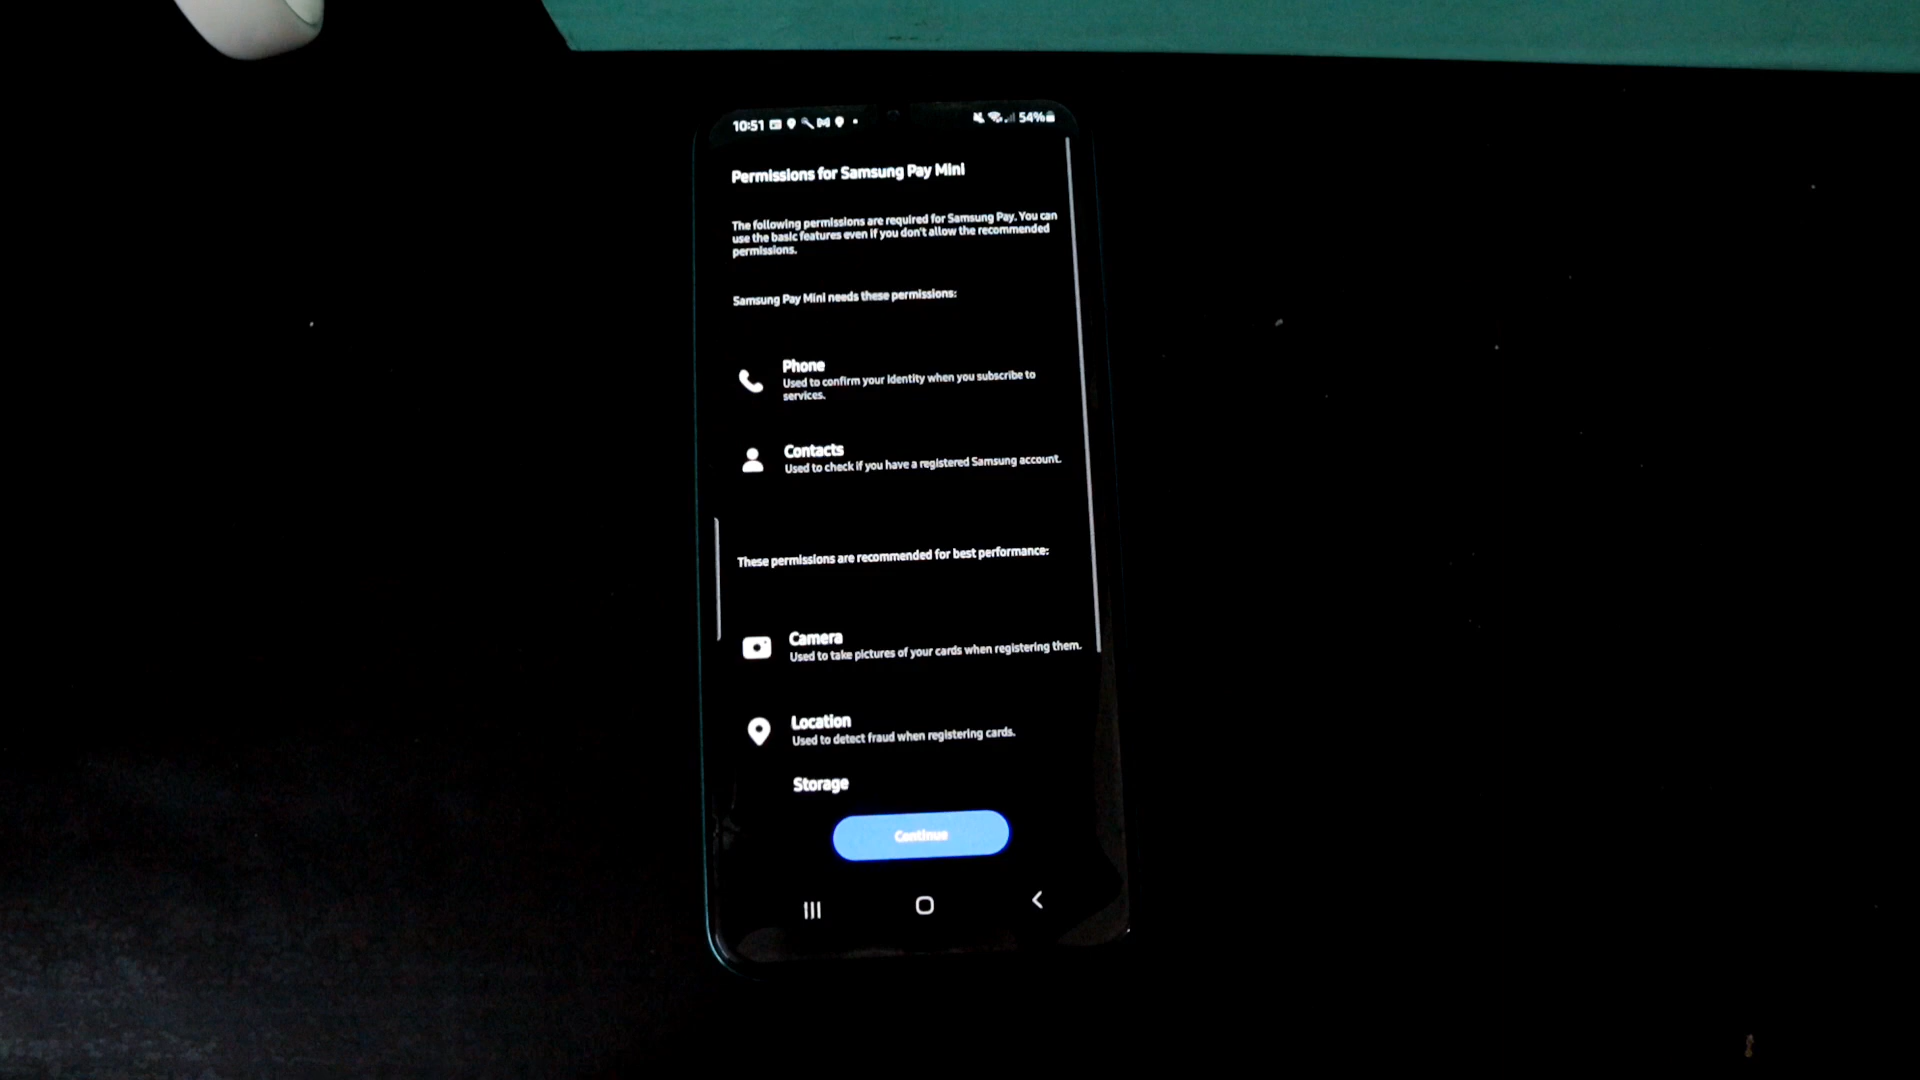 10:51 54%
Permissions for Samsung Pay Mini
The following permissions are required for Samsung Pay. You can
use the basic features even if you don't allow the recommended
permissions.
Samsung Pay Mini needs these permissions:
Phone
Used to confirm your identity when you subscribe to
services.
Contacts
Used to check if you have a registered Samsung account.
These permissions are recommended for best performance:
Camera
Used to take pictures of your cards when registering them.
Location
Used to detect fraud when registering cards.
Storage
Continue